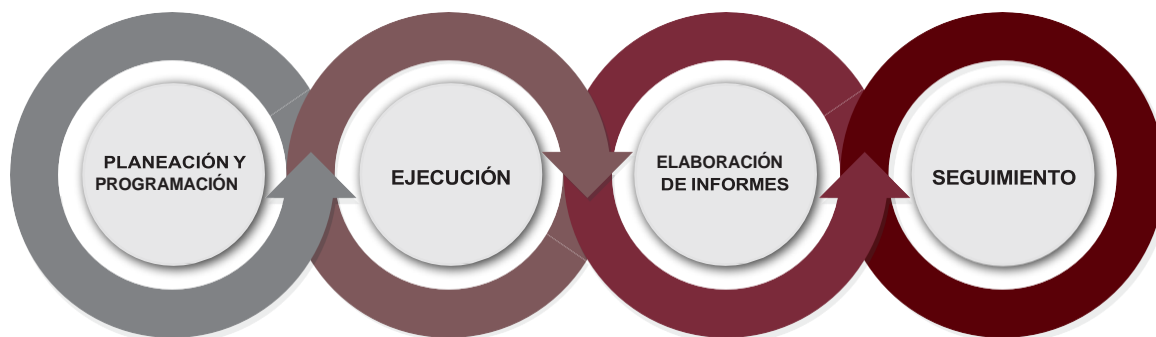 PLANEACIÓN Y
PROGRAMACIÓN
EJECUCIÓN
ELABORACIÓN
DE INFORMES
SEGUIMIENTO